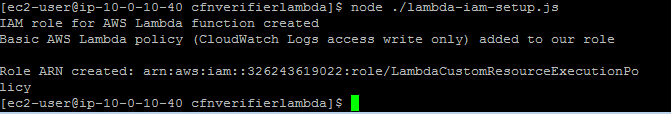 [ec2-user@ip-10-0-10-40 cfnverifierlambda]$ node ./lambda-iam-setup.js
IAM role for AWS Lambda function created
Basic AWS Lambda policy (CloudWatch Logs access write only) added to our role
Role ARN created: arn:aws:iam::326243619022:role/LambdaCustomResourceExecutionPo
licy
[ec2-user@ip-10-0-10-40 cfnverifierlambda]$